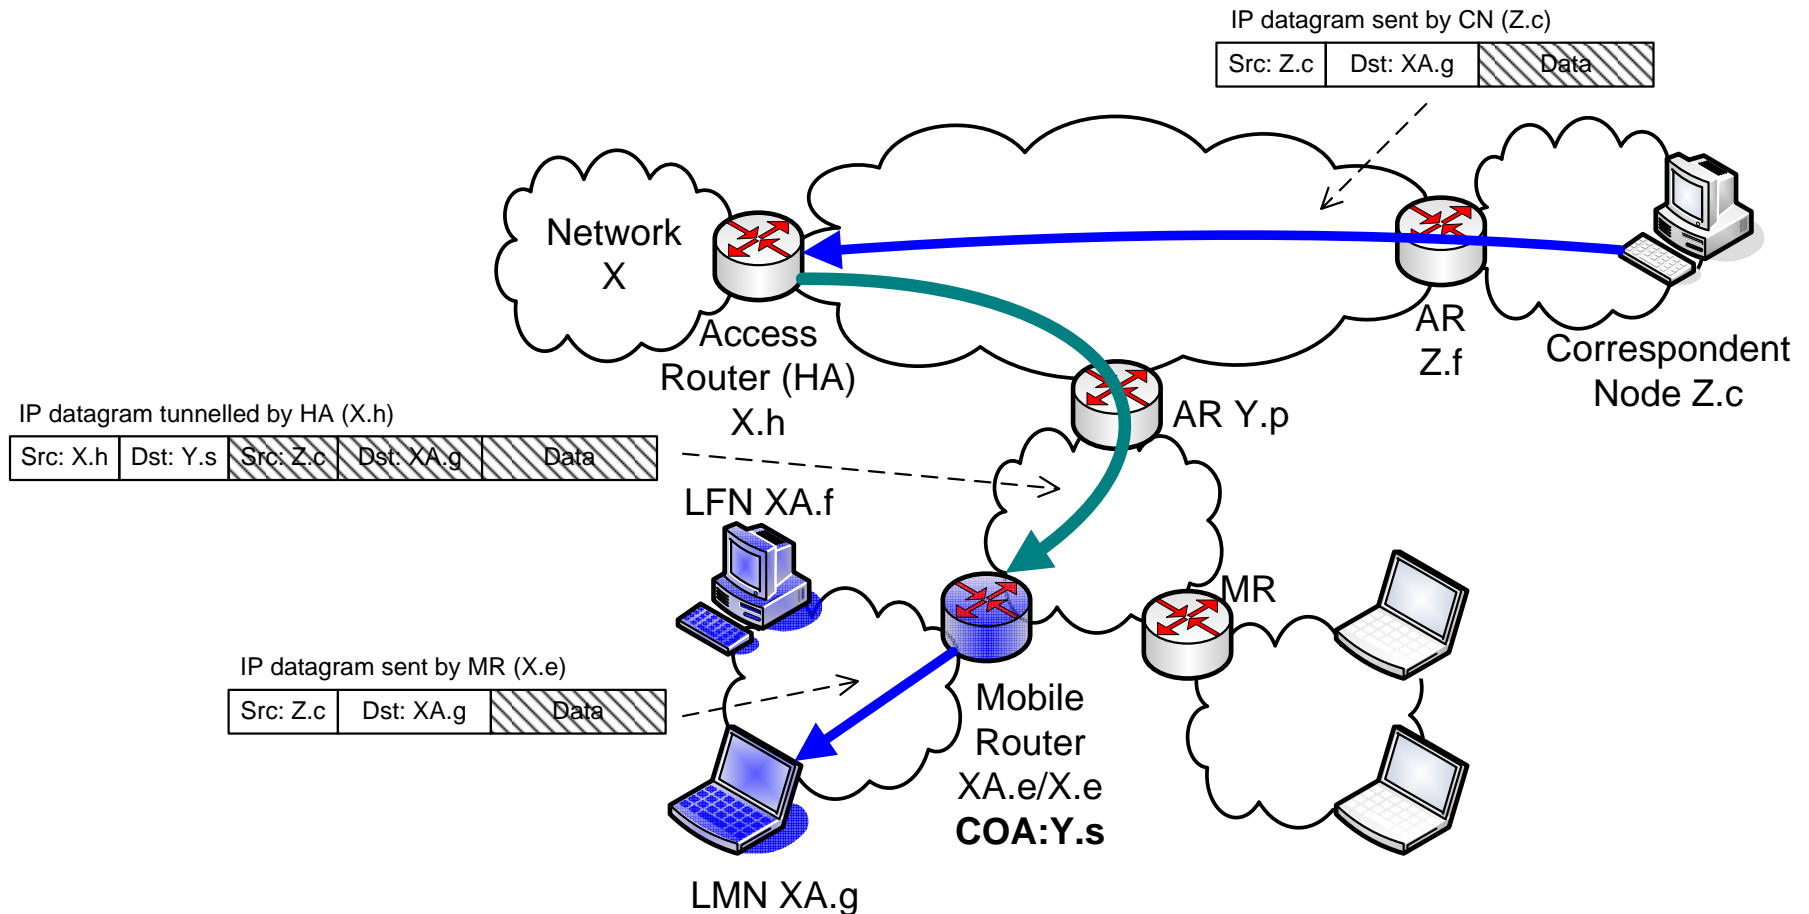 IP datagram sent by CN (Z.c)
Src: Z.c Dst: XA.g Data
Network
X
Access
Router (HA)
X.h
AR
Z.f
Correspondent
Node Z.c
AR Y.p
IP datagram tunnelled by HA (X.h)
Src: X.h Dst: Y.s Src: Z.c Dst: XA.g Data
LFN XA.f
MR
IP datagram sent by MR (X.e)
Src: Z.c Dst: XA.g Data
Mobile
Router
XA.e/X.e
COA:Y.s
LMN XA.g